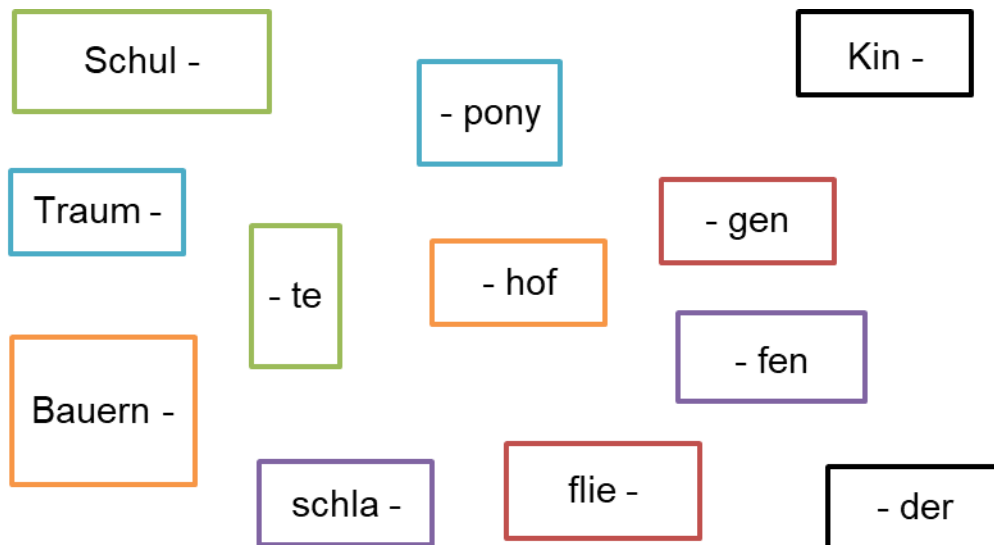 Schul -
Kin -
- pony
Traum -
- gen
- te
- hof
- fen
Bauern -
schla -
flie -
- der